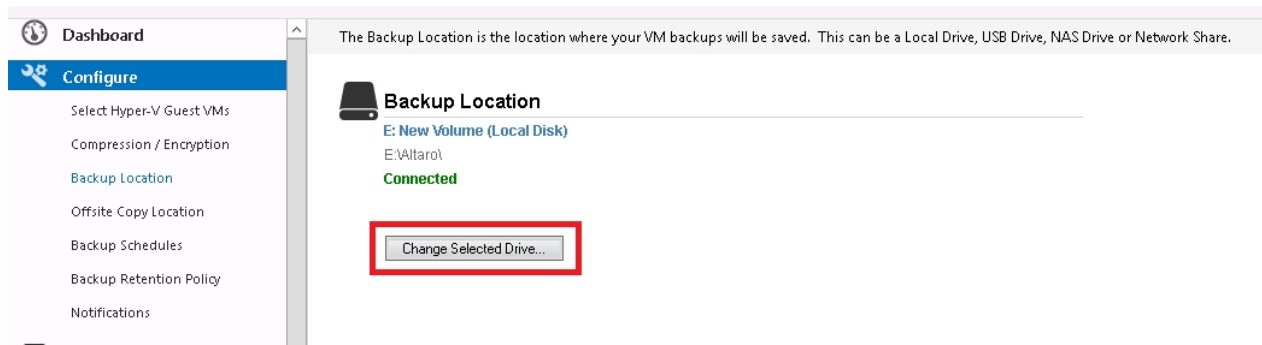 Dashboard
The Backup Location is the location where your VM backups will be saved. This can be a Local Drive, USB Drive, NAS Drive or Network Share.
Configure
Select Hyper-V Guest VMs
Compression / Encryption
Backup Location
Offsite Copy Location
Backup Schedules
Backup Retention Policy
Notifications
Backup Location
E: New Volume (Local Disk)
E:\Altaro\
Connected
Change Selected Drive...